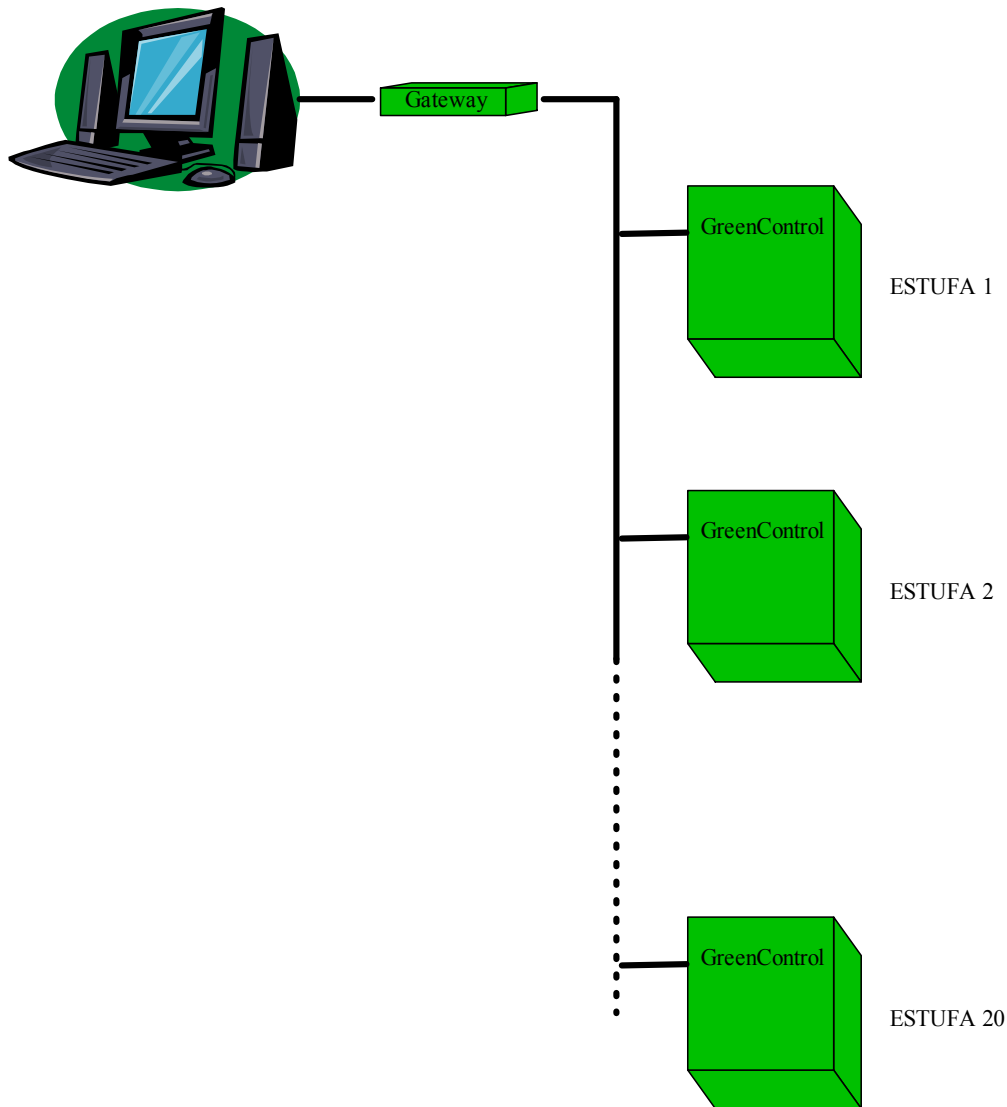 Gateway
GreenControl
ESTUFA 1
GreenControl
ESTUFA 2
GreenControl
ESTUFA 20